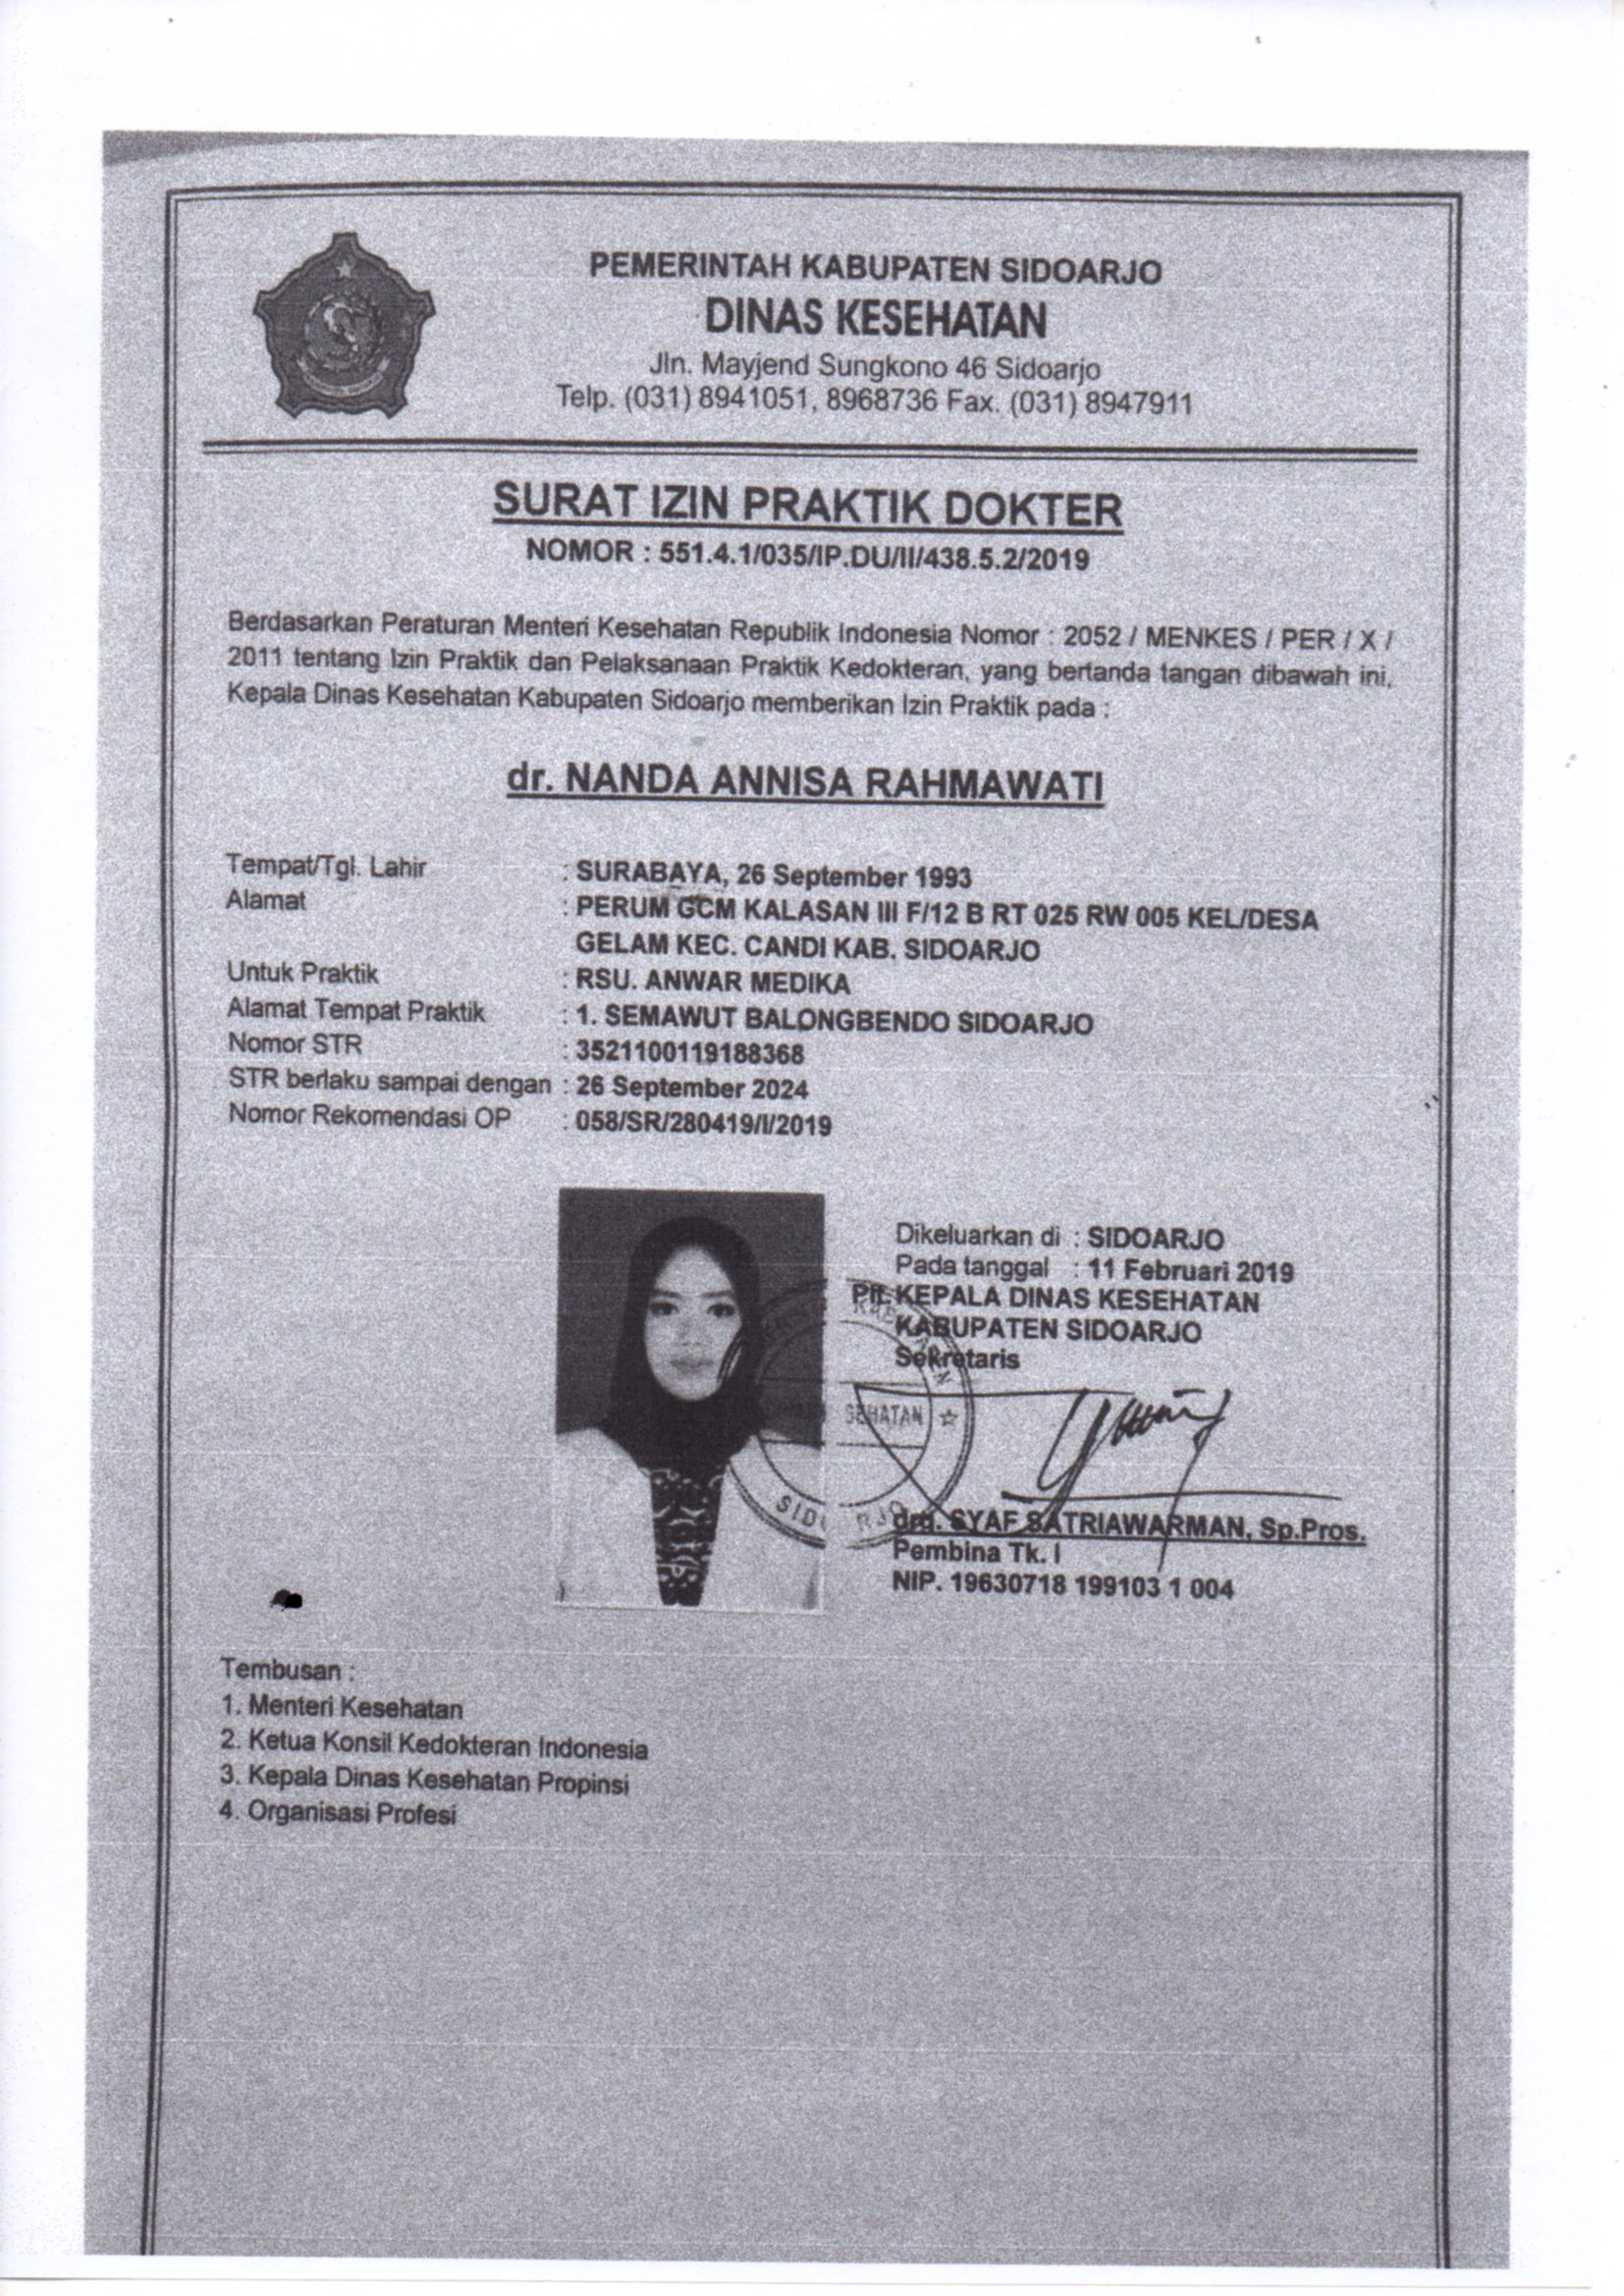 PEMERINTAH KABUPATEN SIDOARJO
DINAS KESEHATAN
Jln. Mayjend Sungkono 46 Sidoarjo
Telp. (031) 8941051, 8968736 Fax. (031) 8947911
SURAT IZIN PRAKTIK DOKTER
NOMOR : 551.4.1/035/IP.DU/II/438.5.2/2019
Berdasarkan Peraturan Menteri Kesehatan Republik Indonesia Nomor : 2052 / MENKES / PER / X /
2011 tentang Izin Praktik dan Pelaksanaan Praktik Kedokteran, yang bertanda tangan dibawah ini,
Kepala Dinas Kesehatan Kabupaten Sidoarjo memberikan Izin Praktik pada :
dr. NANDA ANNISA RAHMAWATI
Tempat/Tgl. Lahir : SURABAYA, 26 September 1993
Alamat : PERUM GCM KALASAN III F/12 B RT 025 RW 005 KEL/DESA
GELAM KEC. CANDI KAB. SIDOARJO
Untuk Praktik : RSU. ANWAR MEDIKA
Alamat Tempat Praktik : 1. SEMAWUT BALONGBENDO SIDOARJO
Nomor STR : 3521100119188368
STR berlaku sampai dengan : 26 September 2024
Nomor Rekomendasi OP : 058/SR/280419/I/2019
Dikeluarkan di : SIDOARJO
Pada tanggal : 11 Februari 2019
Plt. KEPALA DINAS KESEHATAN
KABUPATEN SIDOARJO
Sekretaris
drg. SYAF SATRIAWARMAN, Sp.Pros.
Pembina Tk. I
NIP. 19630718 199103 1 004
Tembusan :
1. Menteri Kesehatan
2. Ketua Konsil Kedokteran Indonesia
3. Kepala Dinas Kesehatan Propinsi
4. Organisasi Profesi